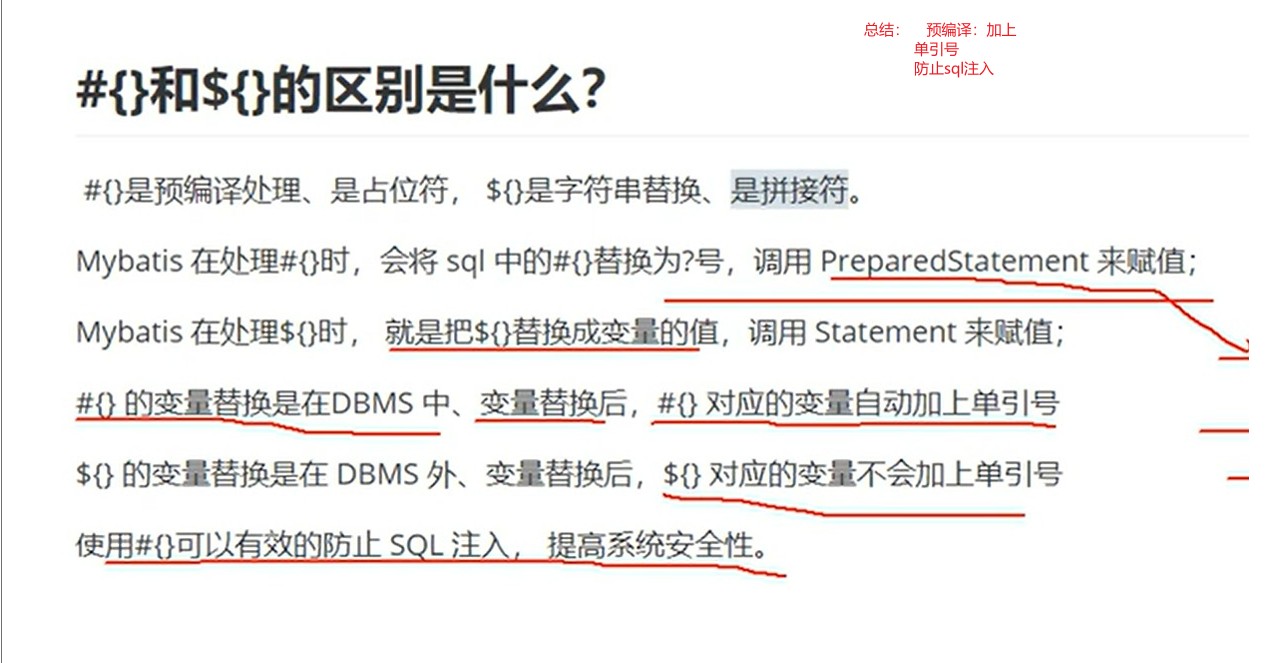 总结： 预编译：加上
单引号
防止sql注入
#{}和${}的区别是什么？
#{}是预编译处理、是占位符， ${}是字符串替换、是拼接符。
Mybatis 在处理#{}时，会将 sql 中的#{}替换为?号，调用 PreparedStatement 来赋值；
Mybatis 在处理${}时， 就是把${}替换成变量的值，调用 Statement 来赋值；
#{} 的变量替换是在DBMS 中、变量替换后，#{} 对应的变量自动加上单引号
${} 的变量替换是在 DBMS 外、变量替换后，${} 对应的变量不会加上单引号
使用#{}可以有效的防止 SQL 注入， 提高系统安全性。